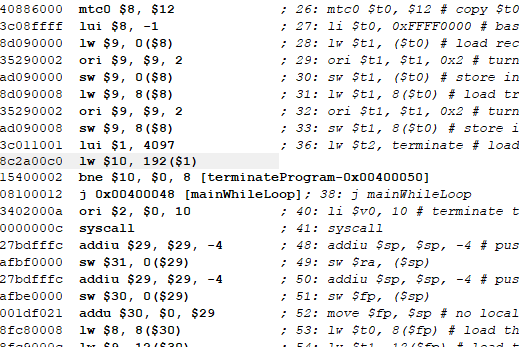 40886000 mtc0 $8, $12 ; 26: mtc0 $t0, $12 # copy $t0
3c08ffff lui $8, -1 ; 27: li $t0, 0xFFFF0000 # bas
8d090000 lw $9, 0($8) ; 28: lw $t1, ($t0) # load rec
35290002 ori $9, $9, 2 ; 29: ori $t1, $t1, 0x2 # turn
ad090000 sw $9, 0($8) ; 30: sw $t1, ($t0) # store in
8d090008 lw $9, 8($8) ; 31: lw $t1, 8($t0) # load tr
35290002 ori $9, $9, 2 ; 32: ori $t1, $t1, 0x2 # turn
ad090008 sw $9, 8($8) ; 33: sw $t1, 8($t0) # store i
3c011001 lui $1, 4097 ; 36: lw $t2, terminate # load
8c2a00c0 lw $10, 192($1)
15400002 bne $10, $0, 8 [terminateProgram-0x00400050]
08100012 j 0x00400048 [mainWhileLoop]; 38: j mainWhileLoop
3402000a ori $2, $0, 10 ; 40: li $v0, 10 # terminate t
0000000c syscall ; 41: syscall
27bdfffc addiu $29, $29, -4 ; 48: addiu $sp, $sp, -4 # pus
afbf0000 sw $31, 0($29) ; 49: sw $ra, ($sp)
27bdfffc addiu $29, $29, -4 ; 50: addiu $sp, $sp, -4 # pus
afbe0000 sw $30, 0($29) ; 51: sw $fp, ($sp)
001df021 addu $30, $0, $29 ; 52: move $fp, $sp # no local
8fc80008 lw $8, 8($30) ; 53: lw $t0, 8($fp) # load th